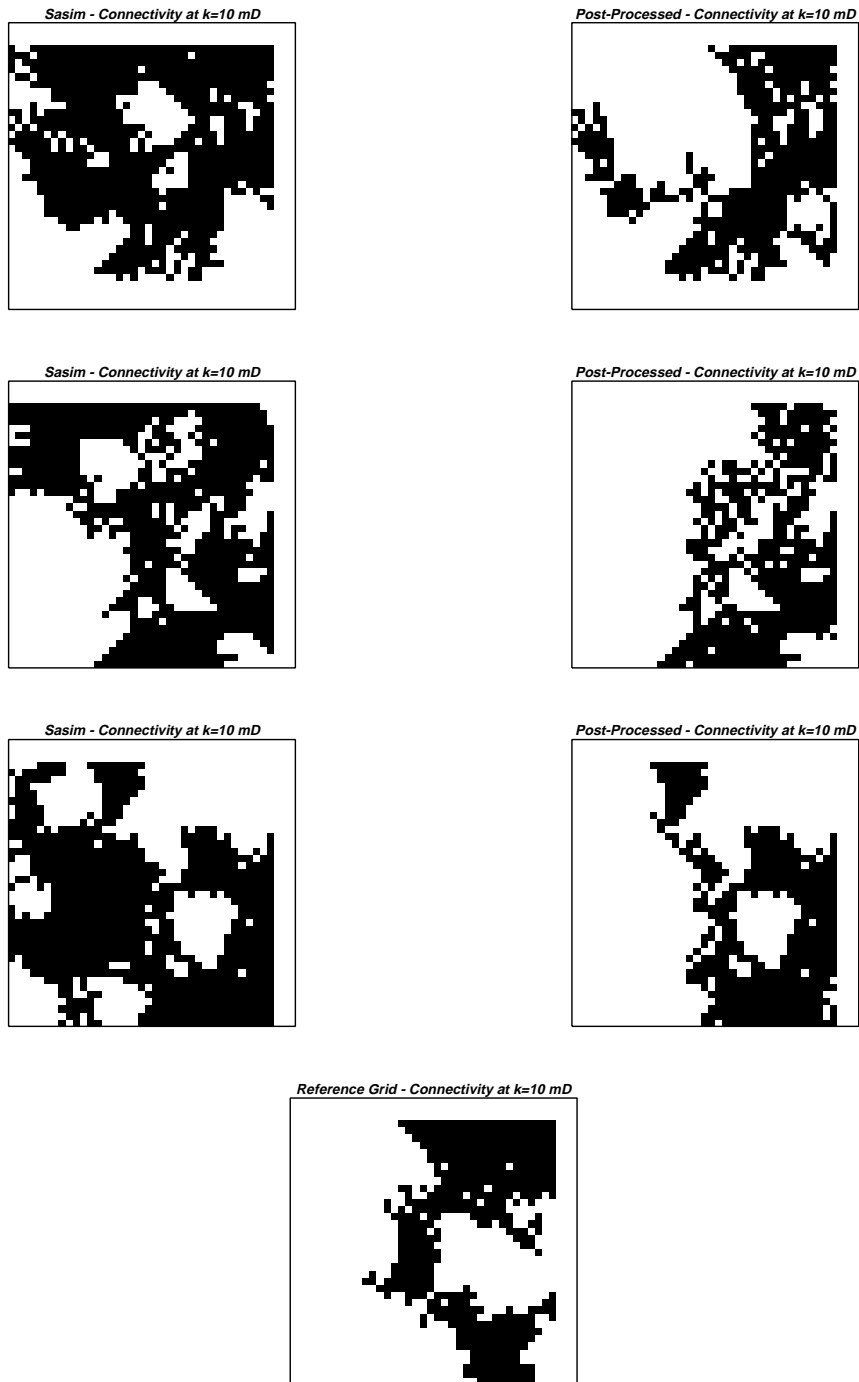 Sasim - Connectivity at k=10 mD
Post-Processed - Connectivity at k=10 mD
Sasim - Connectivity at k=10 mD
Post-Processed - Connectivity at k=10 mD
Sasim - Connectivity at k=10 mD
Post-Processed - Connectivity at k=10 mD
Reference Grid - Connectivity at k=10 mD